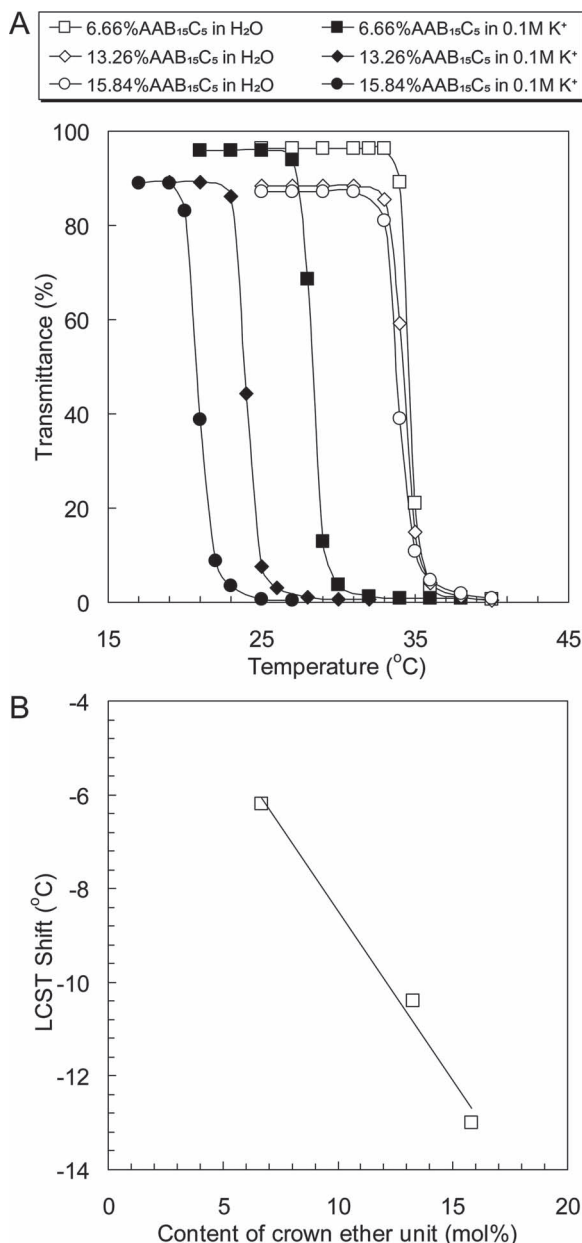 A
6.66%AAB₁₅C₅ in H₂O 6.66%AAB₁₅C₅ in 0.1M K⁺
13.26%AAB₁₅C₅ in H₂O 13.26%AAB₁₅C₅ in 0.1M K⁺
15.84%AAB₁₅C₅ in H₂O 15.84%AAB₁₅C₅ in 0.1M K⁺
100
80
60
40
20
0
Transmittance (%)
15 25 35 45
Temperature (°C)
B
-4
-6
-8
-10
-12
-14
LCST Shift (°C)
0 5 10 15 20
Content of crown ether unit (mol%)